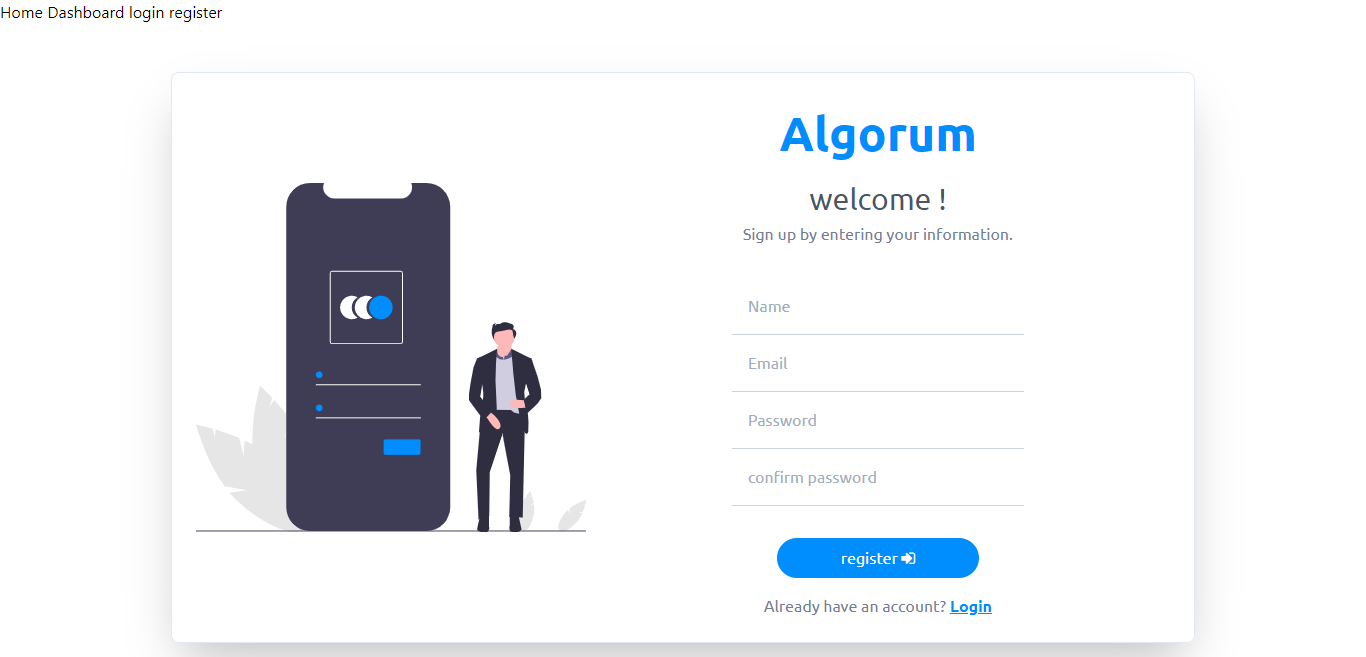 Home Dashboard login register
Algorum
welcome !
Sign up by entering your information.
Name
Email
Password
confirm password
register
Already have an account? Login